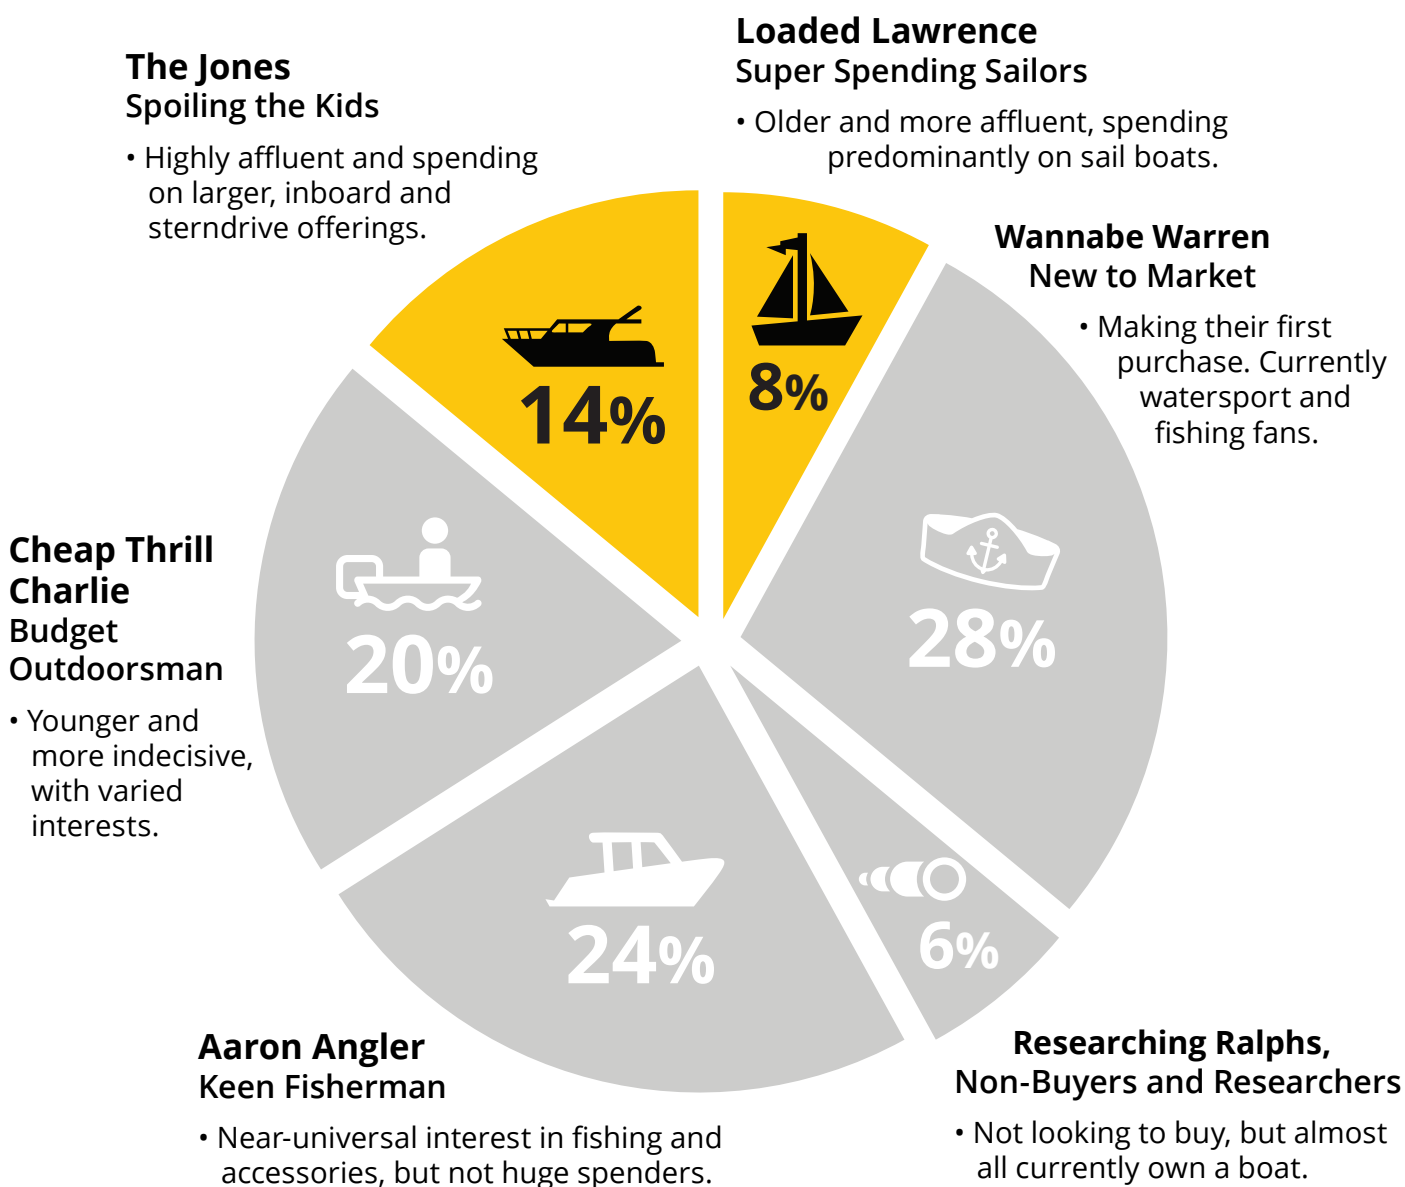 The Jones
Spoiling the Kids
• Highly affluent and spending
on larger, inboard and
sterndrive offerings.
14%
Loaded Lawrence
Super Spending Sailors
• Older and more affluent, spending
predominantly on sail boats.
8%
Wannabe Warren
New to Market
• Making their first
purchase. Currently
watersport and
fishing fans.
28%
Cheap Thrill
Charlie
Budget
Outdoorsman
• Younger and
more indecisive,
with varied
interests.
20%
24%
Aaron Angler
Keen Fisherman
• Near-universal interest in fishing and
accessories, but not huge spenders.
6%
Researching Ralphs,
Non-Buyers and Researchers
• Not looking to buy, but almost
all currently own a boat.